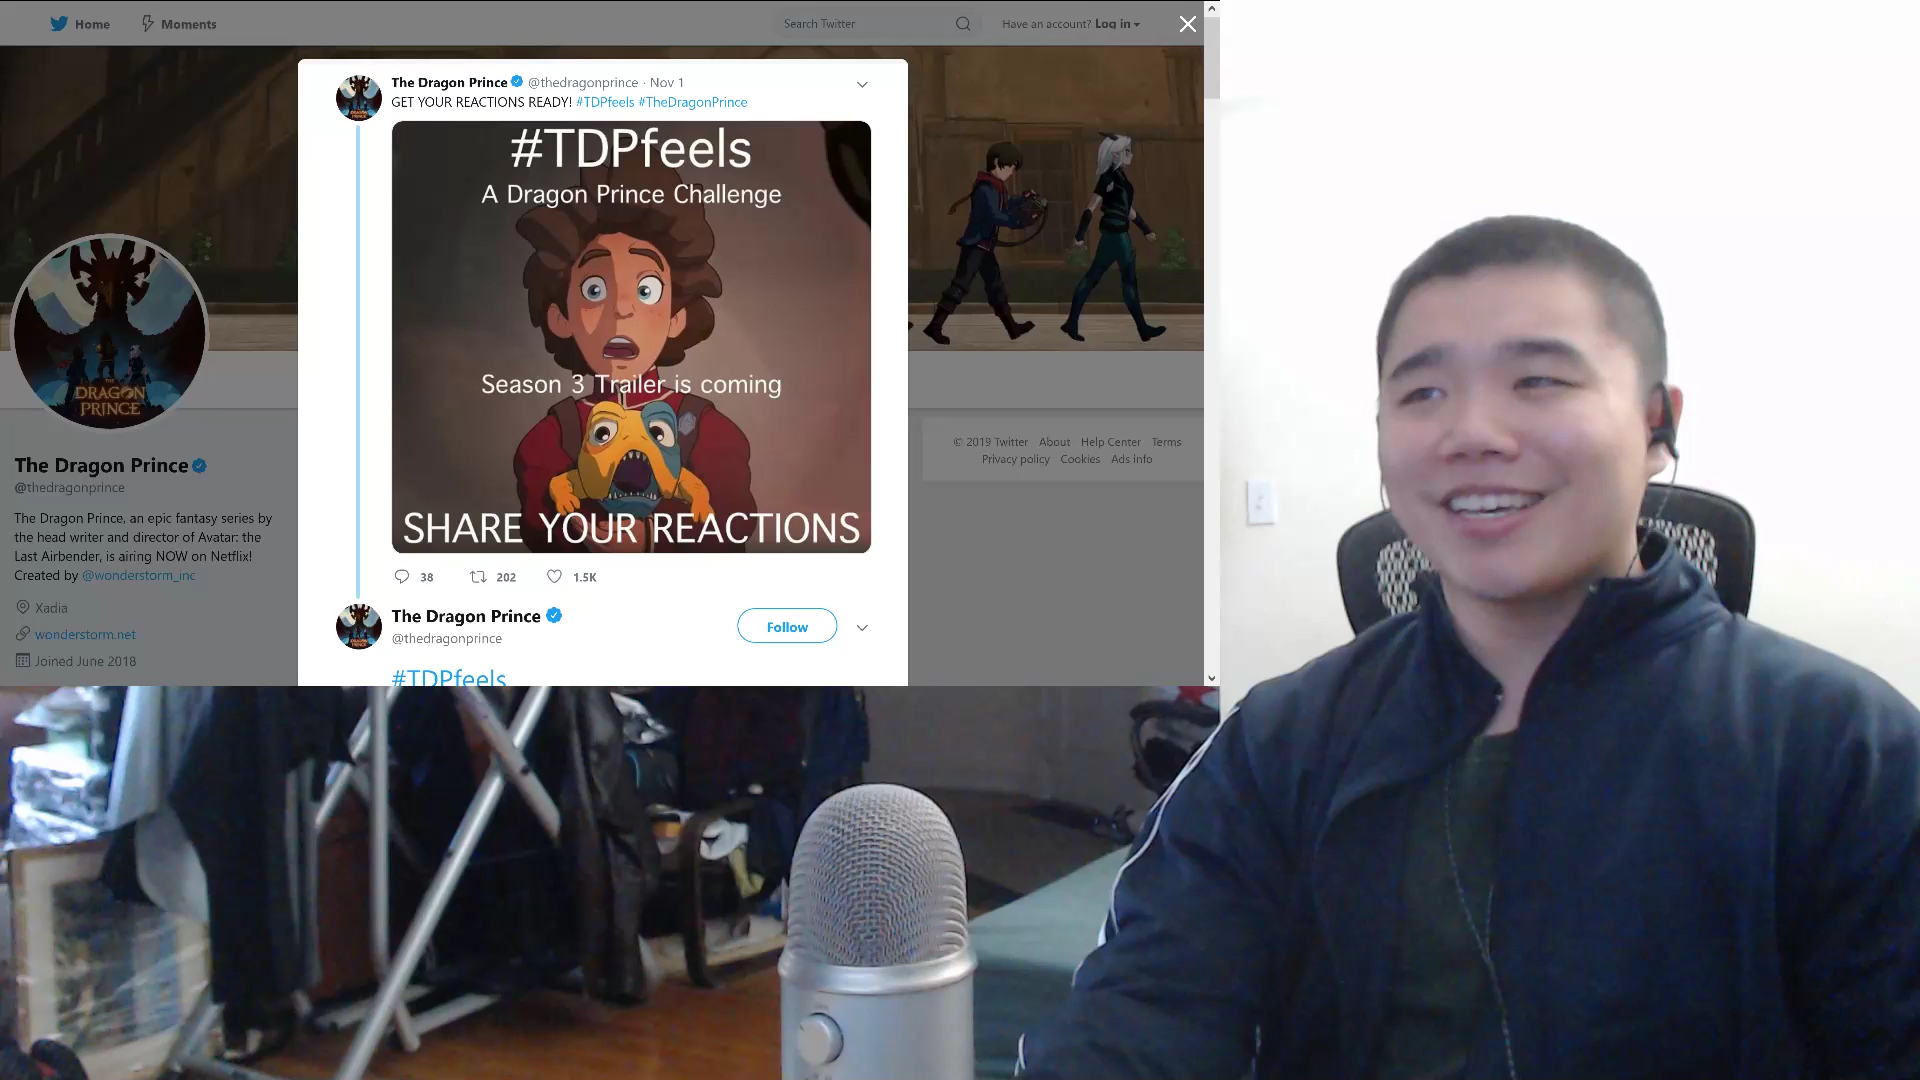 Home
Moments
Search Twitter
Have an account? Log in
The Dragon Prince @thedragonprince · Nov 1
GET YOUR REACTIONS READY! #TDPfeels #TheDragonPrince
#TDPfeels
A Dragon Prince Challenge
Season 3 Trailer is coming
SHARE YOUR REACTIONS
38 202 1.5K
The Dragon Prince
@thedragonprince
Follow
#TDPfeels
THE
DRAGON
PRINCE
The Dragon Prince
@thedragonprince
The Dragon Prince, an epic fantasy series by
the head writer and director of Avatar: the
Last Airbender, is airing NOW on Netflix!
Created by @wonderstorm_inc
Xadia
wonderstorm.net
Joined June 2018
© 2019 Twitter About Help Center Terms
Privacy policy Cookies Ads info